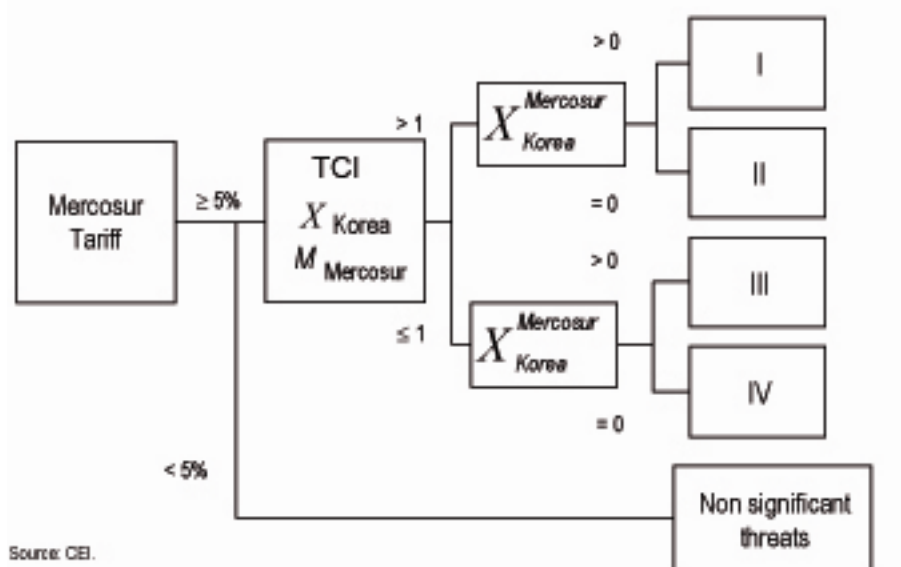 Mercosur
Tariff
≥ 5%
< 5%
TCI
X Korea
M Mercosur
> 1
≤ 1
X Mercosur Korea
> 0
= 0
X Mercosur Korea
> 0
= 0
I
II
III
IV
Non significant
threats
Source: CEI.